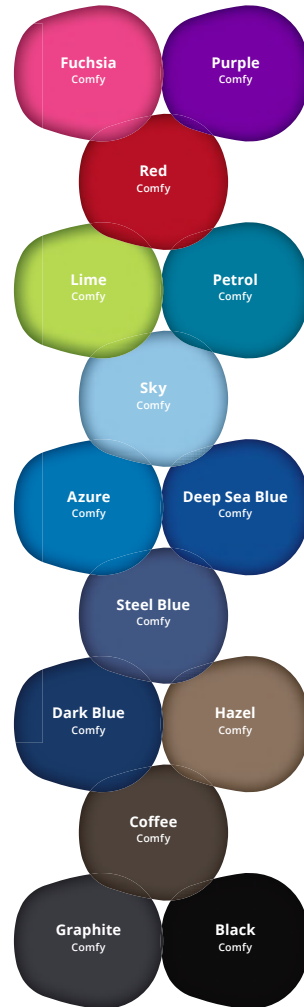 Fuchsia
Comfy
Purple
Comfy
Red
Comfy
Lime
Comfy
Petrol
Comfy
Sky
Comfy
Azure
Comfy
Deep Sea Blue
Comfy
Steel Blue
Comfy
Dark Blue
Comfy
Hazel
Comfy
Coffee
Comfy
Graphite
Comfy
Black
Comfy